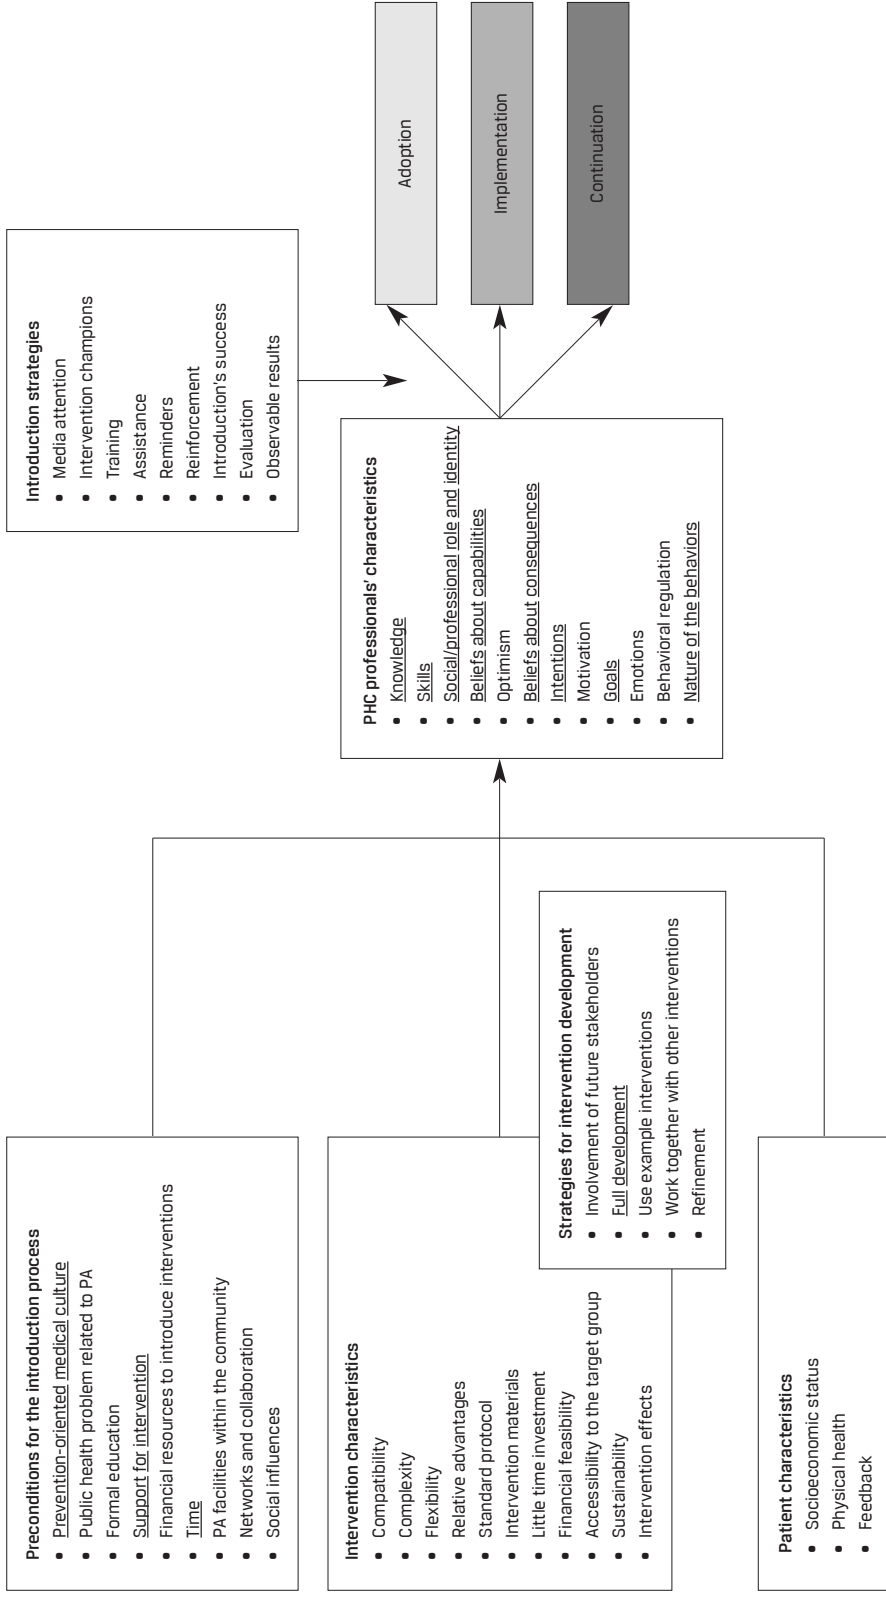 Preconditions for the introduction process
• Prevention-oriented medical culture
• Public health problem related to PA
• Formal education
• Support for intervention
• Financial resources to introduce interventions
• Time
• PA facilities within the community
• Networks and collaboration
• Social influences
Intervention characteristics
• Compatibility
• Complexity
• Flexibility
• Relative advantages
• Standard protocol
• Intervention materials
• Little time investment
• Financial feasibility
• Accessibility to the target group
• Sustainability
• Intervention effects
Strategies for intervention development
• Involvement of future stakeholders
• Full development
• Use example interventions
• Work together with other interventions
• Refinement
Patient characteristics
• Socioeconomic status
• Physical health
• Feedback
PHC professionals' characteristics
• Knowledge
• Skills
• Social/professional role and identity
• Beliefs about capabilities
• Optimism
• Beliefs about consequences
• Intentions
• Motivation
• Goals
• Emotions
• Behavioral regulation
• Nature of the behaviors
Introduction strategies
• Media attention
• Intervention champions
• Training
• Assistance
• Reminders
• Reinforcement
• Introduction's success
• Evaluation
• Observable results
Adoption
Implementation
Continuation